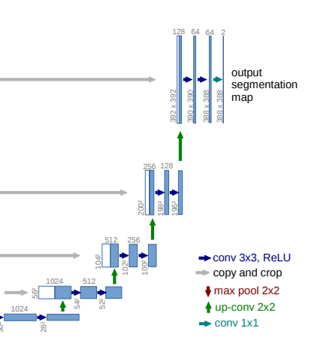 128 64 64 2
392 x 392
390 x 390
388 x 388
388 x 388
output
segmentation
map
256 128
200²
198²
196²
512 256
104²
102²
100²
1024 512
56²
54²
52²
1024
30²
28²
conv 3x3, ReLU
copy and crop
max pool 2x2
up-conv 2x2
conv 1x1